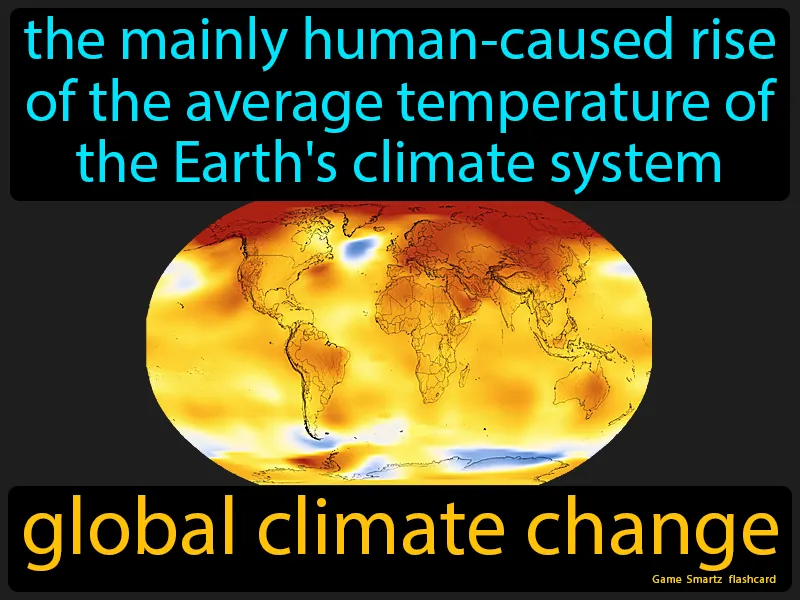 the mainly human-caused rise
of the average temperature of
the Earth's climate system
global climate change
Game Smartz flashcard